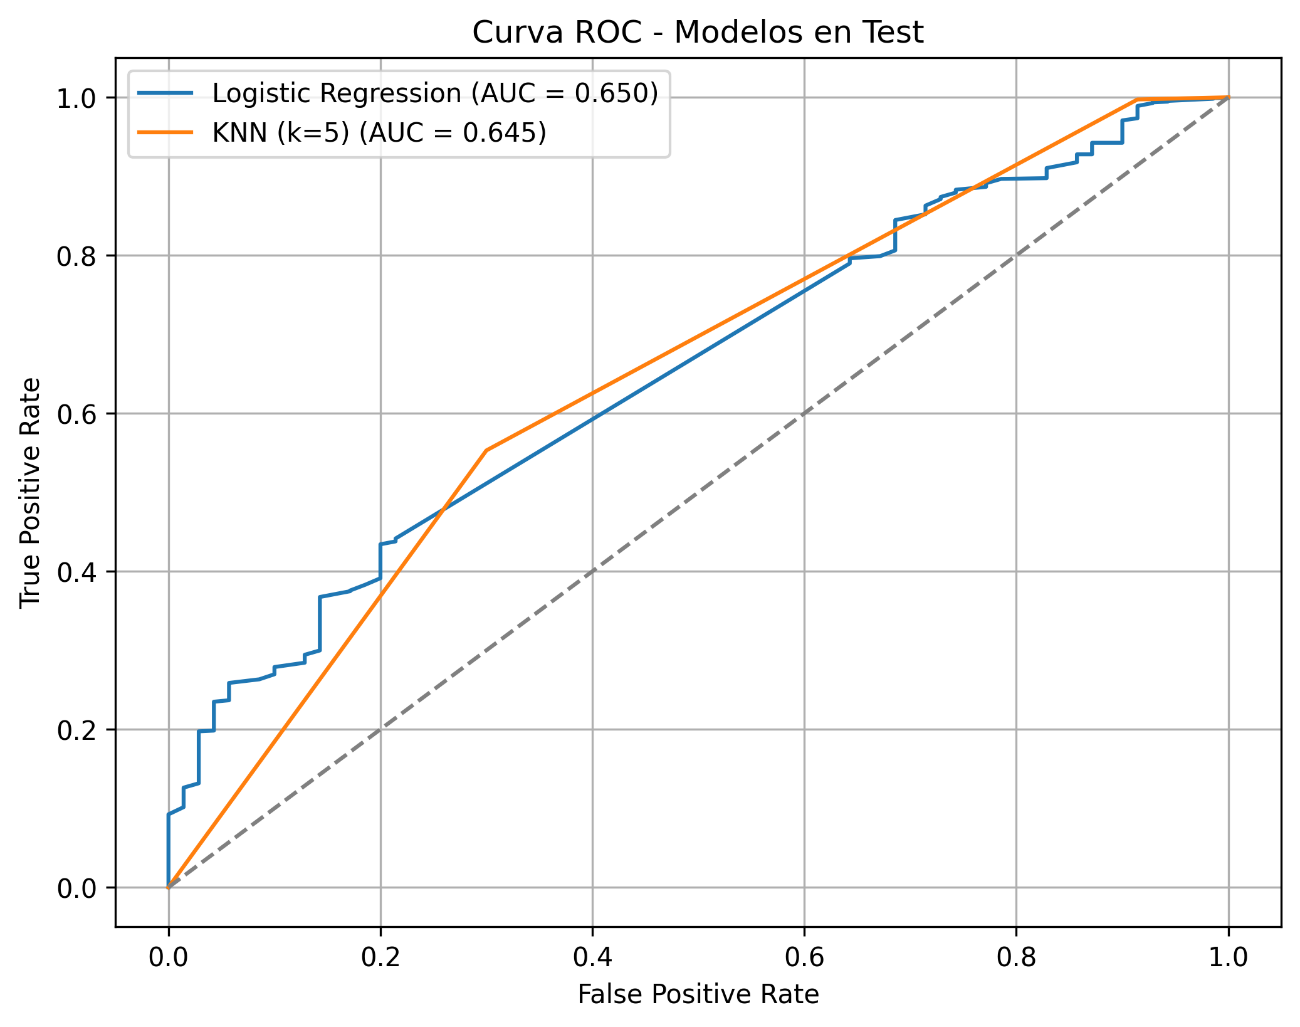 Curva ROC - Modelos en Test
Logistic Regression (AUC = 0.650)
KNN (k=5) (AUC = 0.645)
True Positive Rate
1.0
0.8
0.6
0.4
0.2
0.0
0.0 0.2 0.4 0.6 0.8 1.0
False Positive Rate